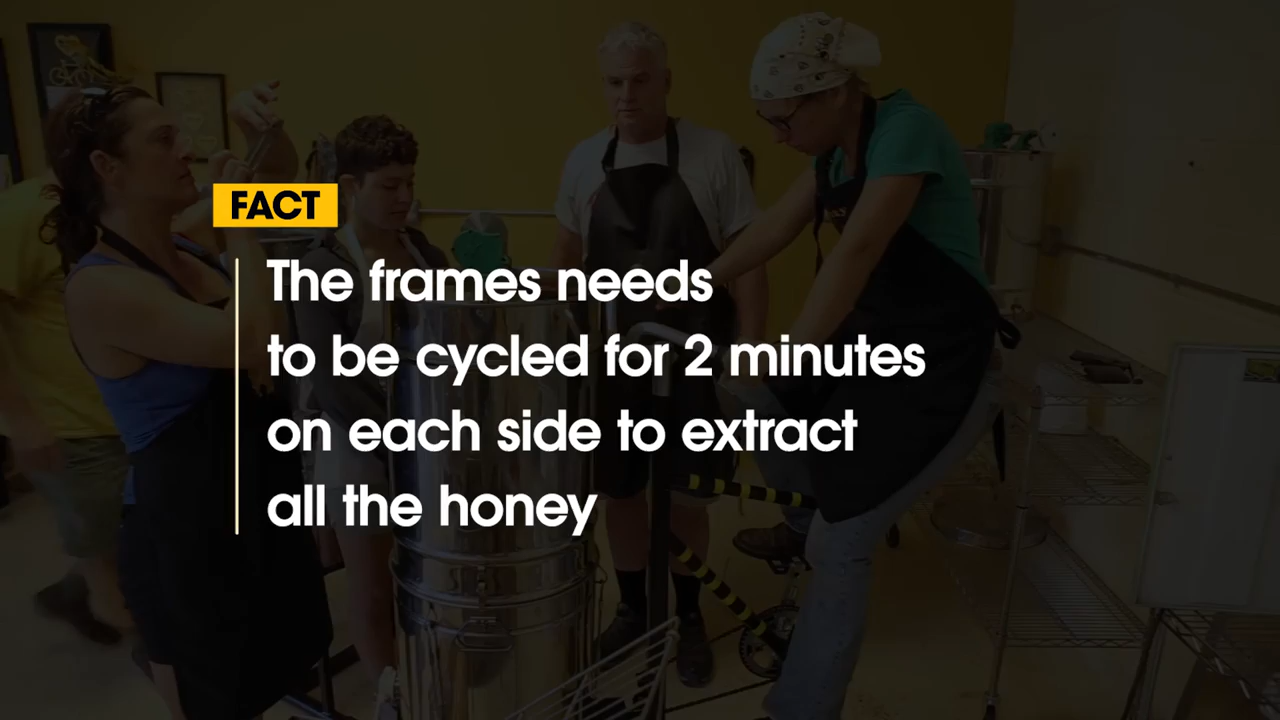 FACT
The frames needs
to be cycled for 2 minutes
on each side to extract
all the honey